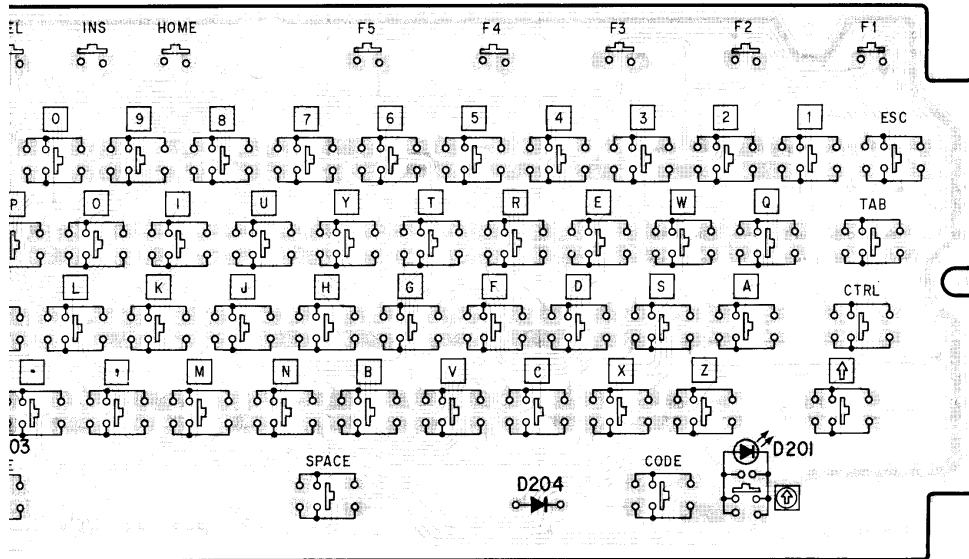 EL INS HOME F5 F4 F3 F2 F1
0 9 8 7 6 5 4 3 2 1 ESC
P O I U Y T R E W Q TAB
L K J H G F D S A CTRL
. , M N B V C X Z ⇧
03 D201
E SPACE D204 CODE ⇧